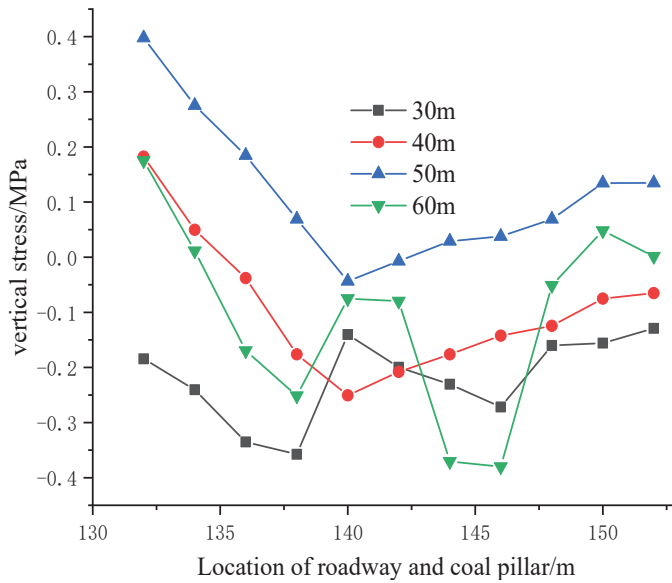 vertical stress/MPa
0.4
0.3
0.2
0.1
0.0
-0.1
-0.2
-0.3
-0.4
30m
40m
50m
60m
130
135
140
145
150
Location of roadway and coal pillar/m